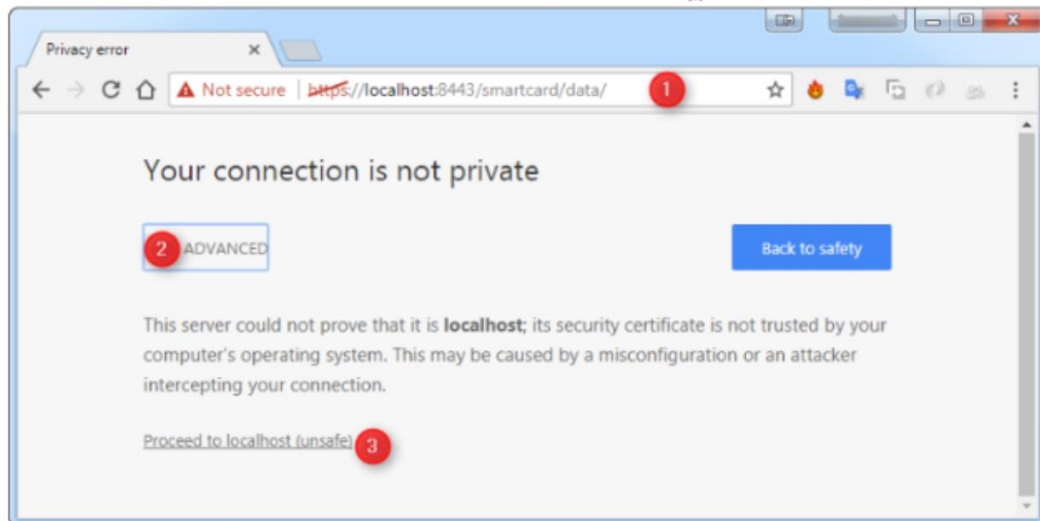 Privacy error
Not secure https://localhost:8443/smartcard/data/ 1
Your connection is not private
2 ADVANCED
Back to safety
This server could not prove that it is localhost; its security certificate is not trusted by your
computer's operating system. This may be caused by a misconfiguration or an attacker
intercepting your connection.
Proceed to localhost (unsafe) 3